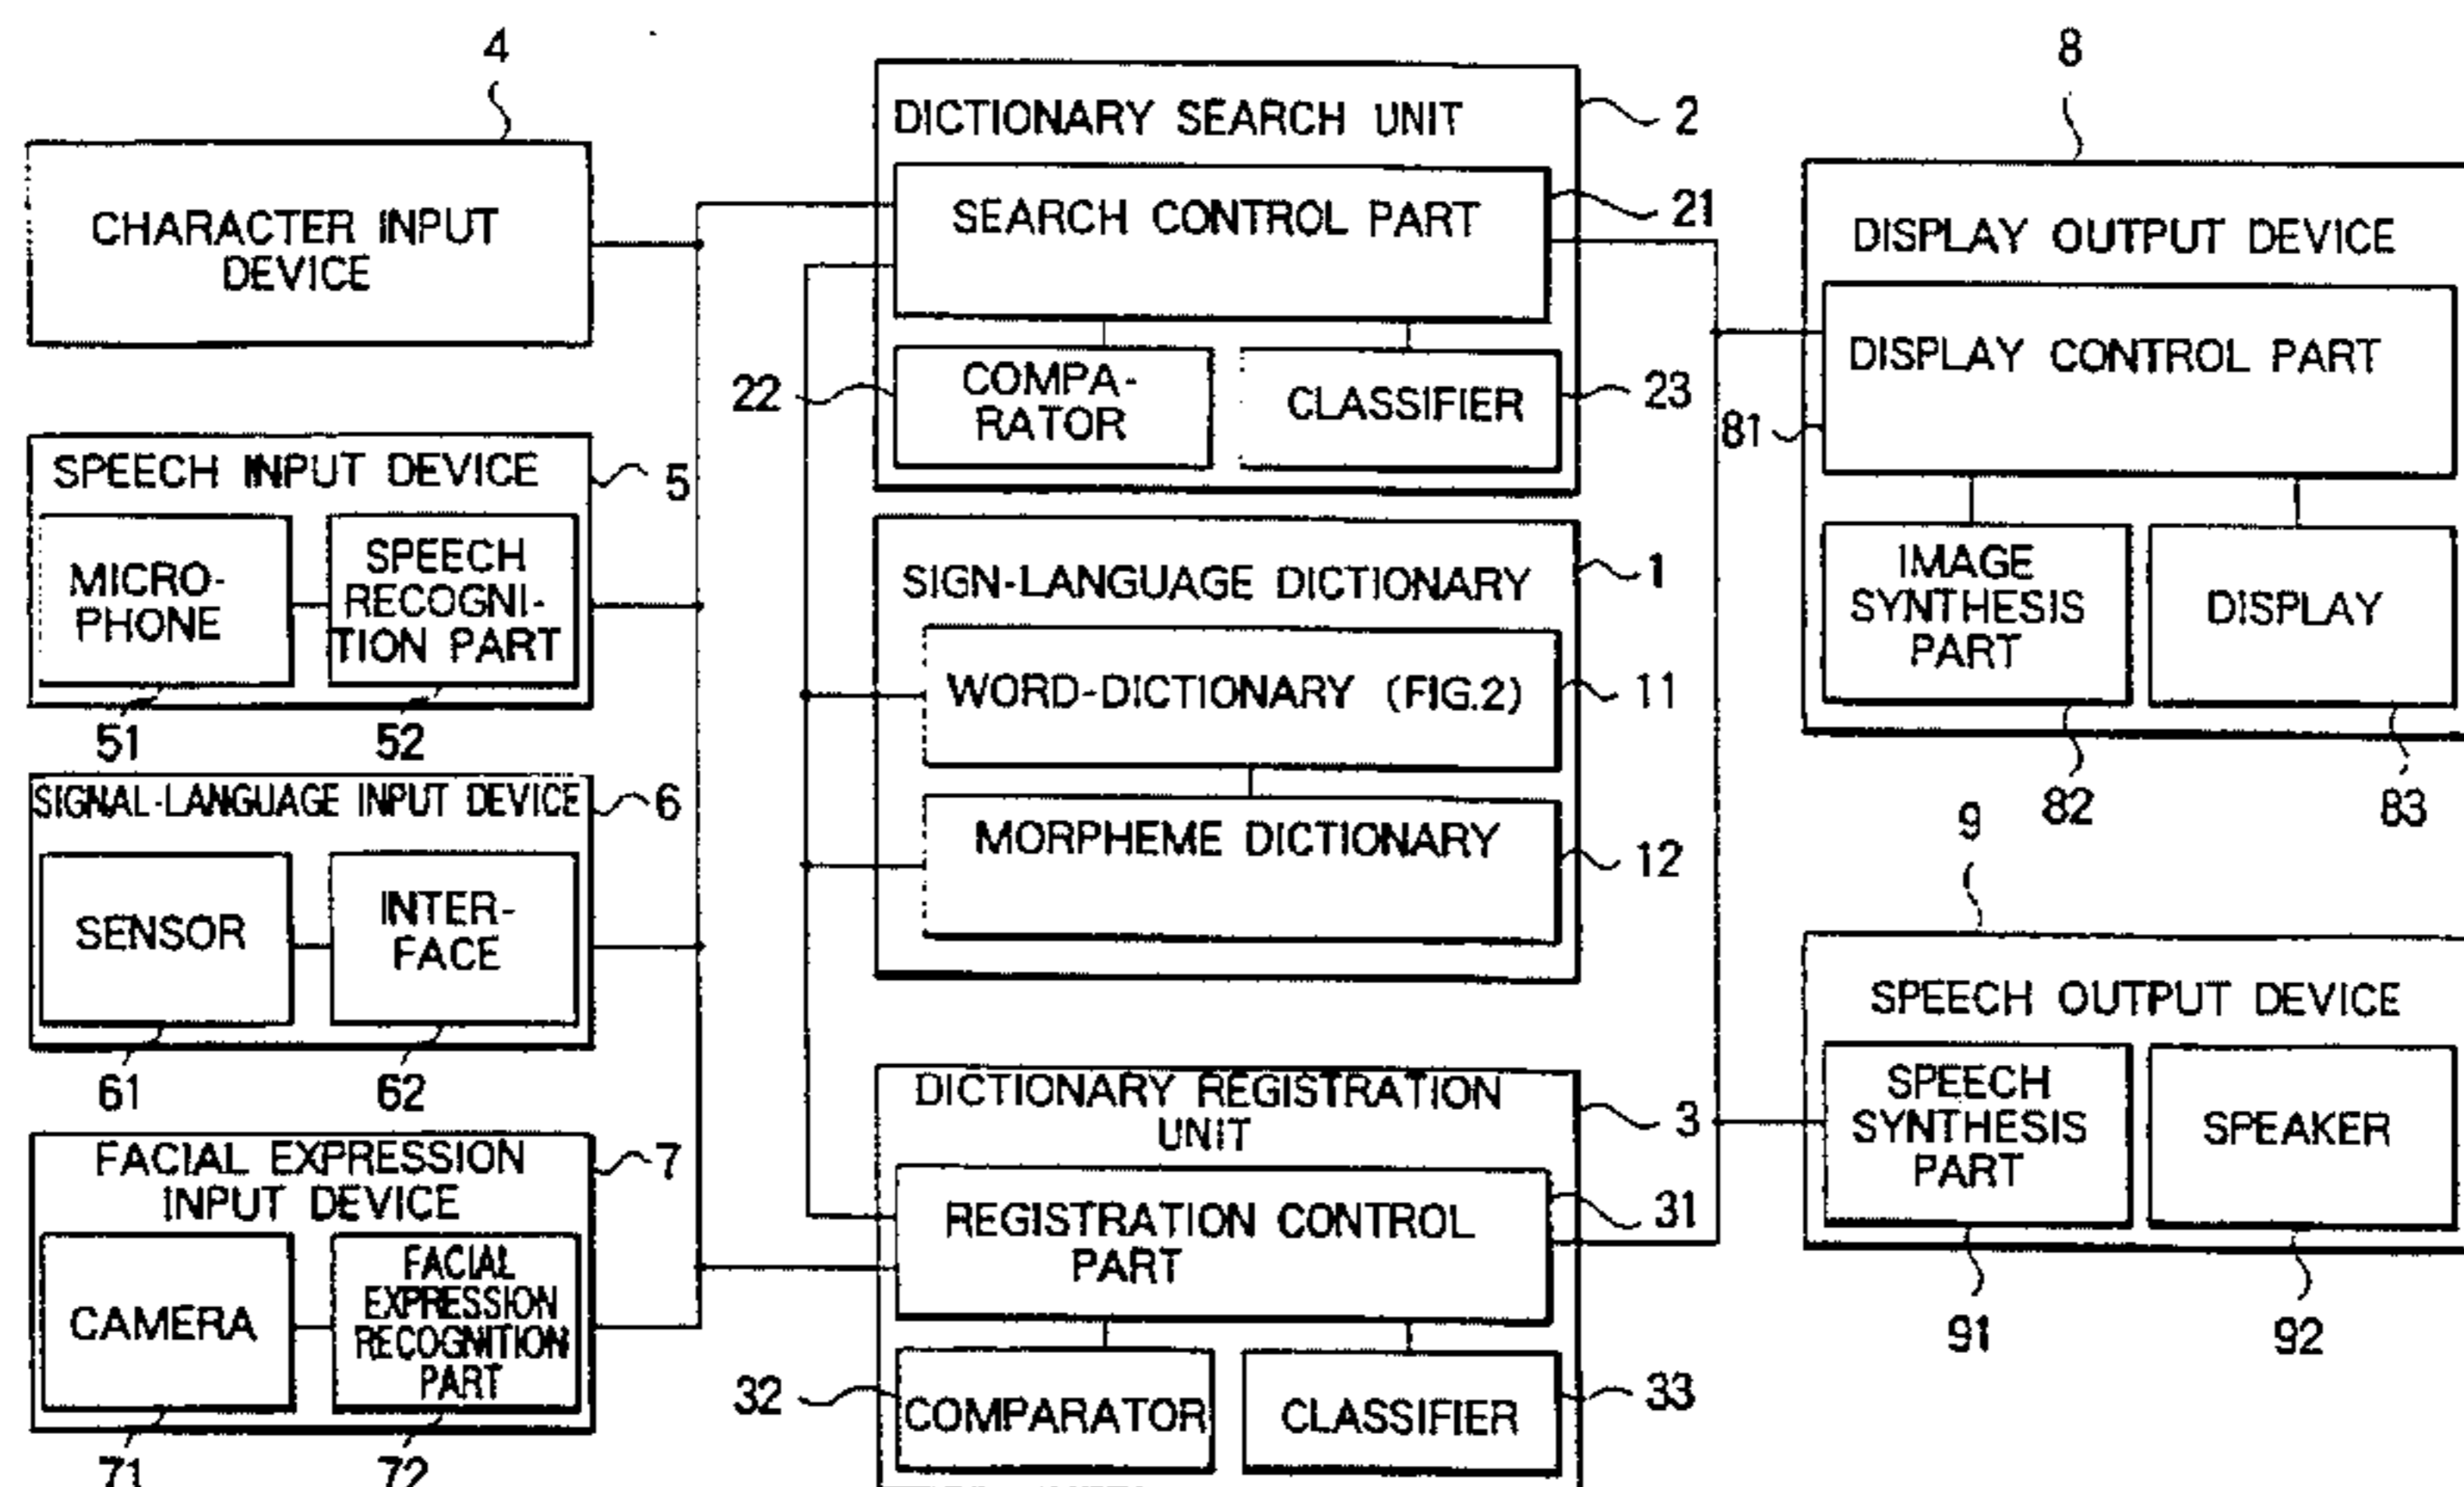 4
CHARACTER INPUT
DEVICE
SPEECH INPUT DEVICE
5
MICRO-
PHONE
SPEECH
RECOGNI-
TION PART
51
52
SIGNAL-LANGUAGE INPUT DEVICE
6
SENSOR
INTER-
FACE
61
62
FACIAL EXPRESSION
INPUT DEVICE
7
CAMERA
FACIAL
EXPRESSION
RECOGNITION
PART
71
72
DICTIONARY SEARCH UNIT
2
SEARCH CONTROL PART
21
22
COMPA-
RATOR
CLASSIFIER
23
SIGN-LANGUAGE DICTIONARY
1
WORD-DICTIONARY (FIG.2)
11
MORPHEME DICTIONARY
12
DICTIONARY REGISTRATION
UNIT
3
REGISTRATION CONTROL
PART
31
32
COMPARATOR
CLASSIFIER
33
8
DISPLAY OUTPUT DEVICE
DISPLAY CONTROL PART
81
IMAGE
SYNTHESIS
PART
DISPLAY
82
83
9
SPEECH OUTPUT DEVICE
SPEECH
SYNTHESIS
PART
SPEAKER
91
92